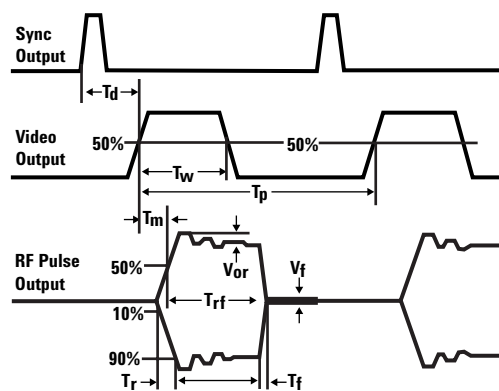 Sync
Output
Td
Video
Output
50%
50%
Tw
Tp
Tm
RF Pulse
Output
50%
Vor
Vf
Trf
10%
90%
Tr
Tf